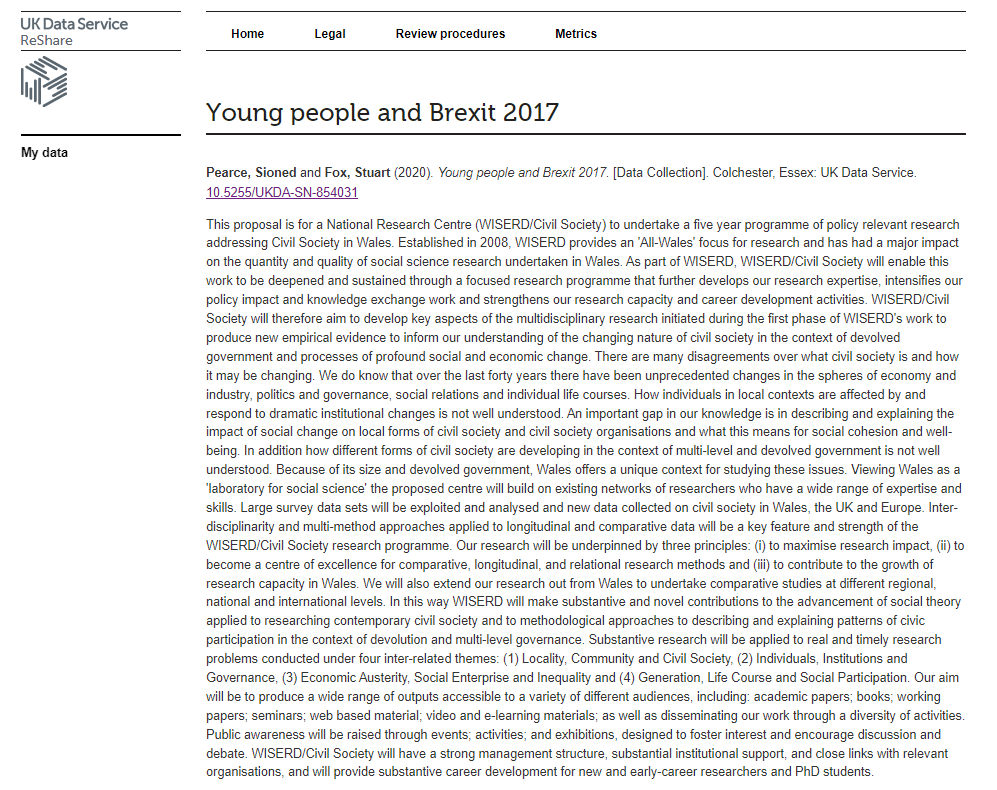 UK Data Service
ReShare
Home Legal Review procedures Metrics
My data
Young people and Brexit 2017
Pearce, Sioned and Fox, Stuart (2020). Young people and Brexit 2017. [Data Collection]. Colchester, Essex: UK Data Service.
10.5255/UKDA-SN-854031
This proposal is for a National Research Centre (WISERD/Civil Society) to undertake a five year programme of policy relevant research
addressing Civil Society in Wales. Established in 2008, WISERD provides an 'All-Wales' focus for research and has had a major impact
on the quantity and quality of social science research undertaken in Wales. As part of WISERD, WISERD/Civil Society will enable this
work to be deepened and sustained through a focused research programme that further develops our research expertise, intensifies our
policy impact and knowledge exchange work and strengthens our research capacity and career development activities. WISERD/Civil
Society will therefore aim to develop key aspects of the multidisciplinary research initiated during the first phase of WISERD's work to
produce new empirical evidence to inform our understanding of the changing nature of civil society in the context of devolved
government and processes of profound social and economic change. There are many disagreements over what civil society is and how
it may be changing. We do know that over the last forty years there have been unprecedented changes in the spheres of economy and
industry, politics and governance, social relations and individual life courses. How individuals in local contexts are affected by and
respond to dramatic institutional changes is not well understood. An important gap in our knowledge is in describing and explaining the
impact of social change on local forms of civil society and civil society organisations and what this means for social cohesion and well-
being. In addition how different forms of civil society are developing in the context of multi-level and devolved government is not well
understood. Because of its size and devolved government, Wales offers a unique context for studying these issues. Viewing Wales as a
'laboratory for social science' the proposed centre will build on existing networks of researchers who have a wide range of expertise and
skills. Large survey data sets will be exploited and analysed and new data collected on civil society in Wales, the UK and Europe. Inter-
disciplinarity and multi-method approaches applied to longitudinal and comparative data will be a key feature and strength of the
WISERD/Civil Society research programme. Our research will be underpinned by three principles: (i) to maximise research impact, (ii) to
become a centre of excellence for comparative, longitudinal, and relational research methods and (iii) to contribute to the growth of
research capacity in Wales. We will also extend our research out from Wales to undertake comparative studies at different regional,
national and international levels. In this way WISERD will make substantive and novel contributions to the advancement of social theory
applied to researching contemporary civil society and to methodological approaches to describing and explaining patterns of civic
participation in the context of devolution and multi-level governance. Substantive research will be applied to real and timely research
problems conducted under four inter-related themes: (1) Locality, Community and Civil Society, (2) Individuals, Institutions and
Governance, (3) Economic Austerity, Social Enterprise and Inequality and (4) Generation, Life Course and Social Participation. Our aim
will be to produce a wide range of outputs accessible to a variety of different audiences, including: academic papers; books; working
papers; seminars; web based material; video and e-learning materials; as well as disseminating our work through a diversity of activities.
Public awareness will be raised through events; activities; and exhibitions, designed to foster interest and encourage discussion and
debate. WISERD/Civil Society will have a strong management structure, substantial institutional support, and close links with relevant
organisations, and will provide substantive career development for new and early-career researchers and PhD students.